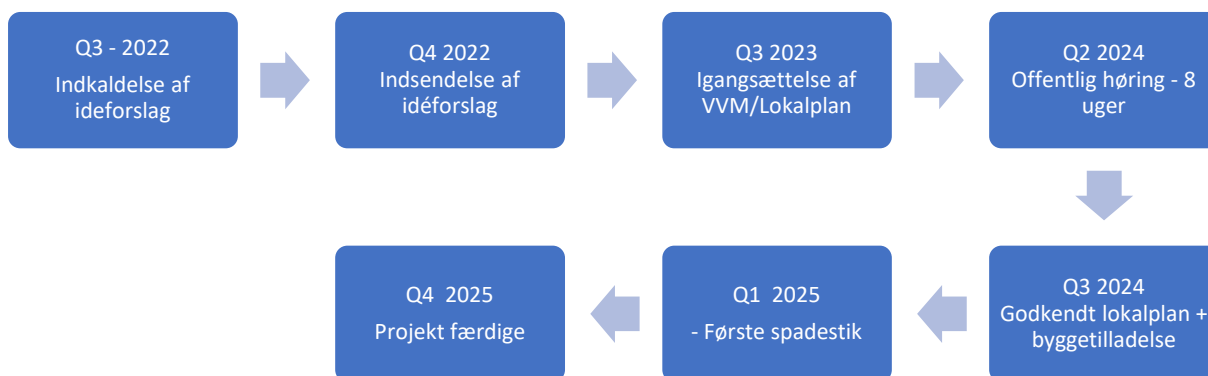 Q3 - 2022
Indkaldelse af
ideforslag
Q4 2022
Indsendelse af
idéforslag
Q3 2023
Igangsættelse af
VVM/Lokalplan
Q2 2024
Offentlig høring - 8
uger
Q3 2024
Godkendt lokalplan +
byggetilladelse
Q1 2025
- Første spadestik
Q4 2025
Projekt færdige